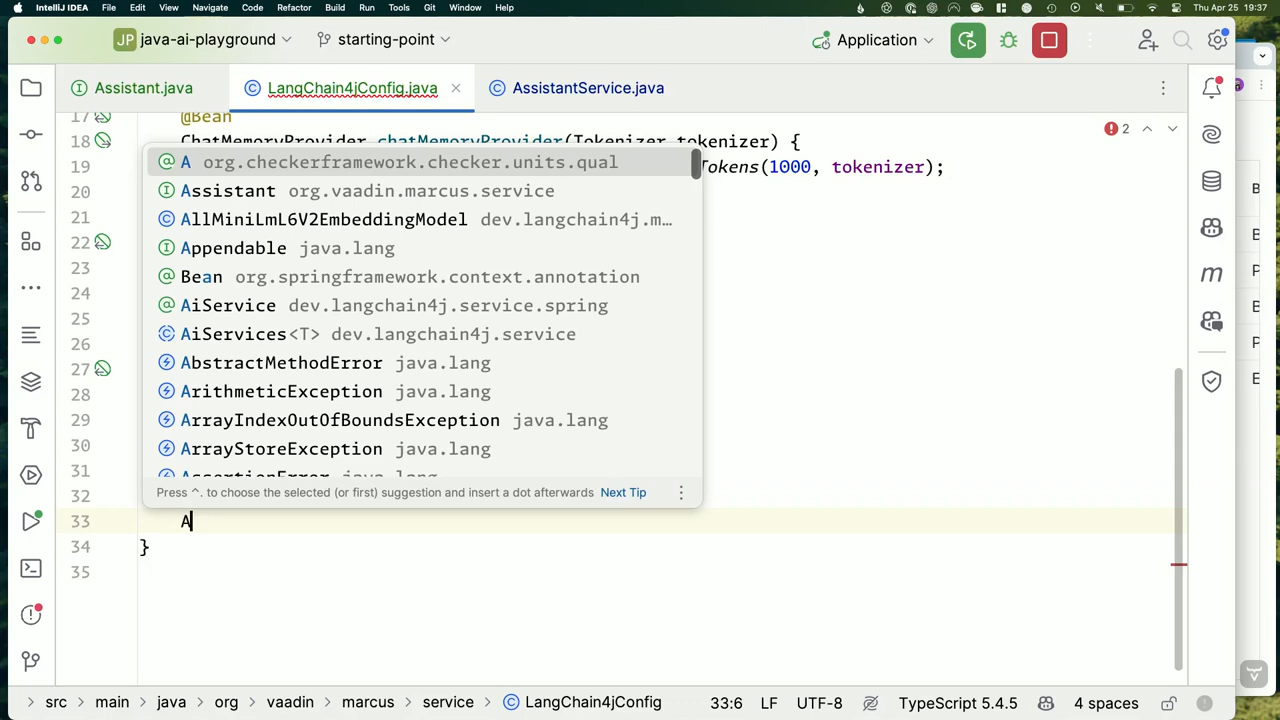 IntelliJ IDEA File Edit View Navigate Code Refactor Build Run Tools Git Window Help Thu Apr 25 19:37
JP java-ai-playground starting-point Application
Assistant.java LangChain4jConfig.java AssistantService.java
17 @Bean
18 ChatMemoryProvider chatMemoryProvider(Tokenizer tokenizer) {
2
19 Tokens(1000, tokenizer);
20
21
22
23
24
25
26
27
28
29
30
31
32
A org.checkerframework.checker.units.qual
Assistant org.vaadin.marcus.service
AllMiniLmL6V2EmbeddingModel dev.langchain4j.m…
Appendable java.lang
Bean org.springframework.context.annotation
AiService dev.langchain4j.service.spring
AiServices<T> dev.langchain4j.service
AbstractMethodError java.lang
ArithmeticException java.lang
ArrayIndexOutOfBoundsException java.lang
ArrayStoreException java.lang
AssertionError java.lang
Press ^. to choose the selected (or first) suggestion and insert a dot afterwards Next Tip
33 A
34 }
35
B
E
P
B
P
E
src main java org vaadin marcus service LangChain4jConfig 33:6 LF UTF-8 TypeScript 5.4.5 4 spaces